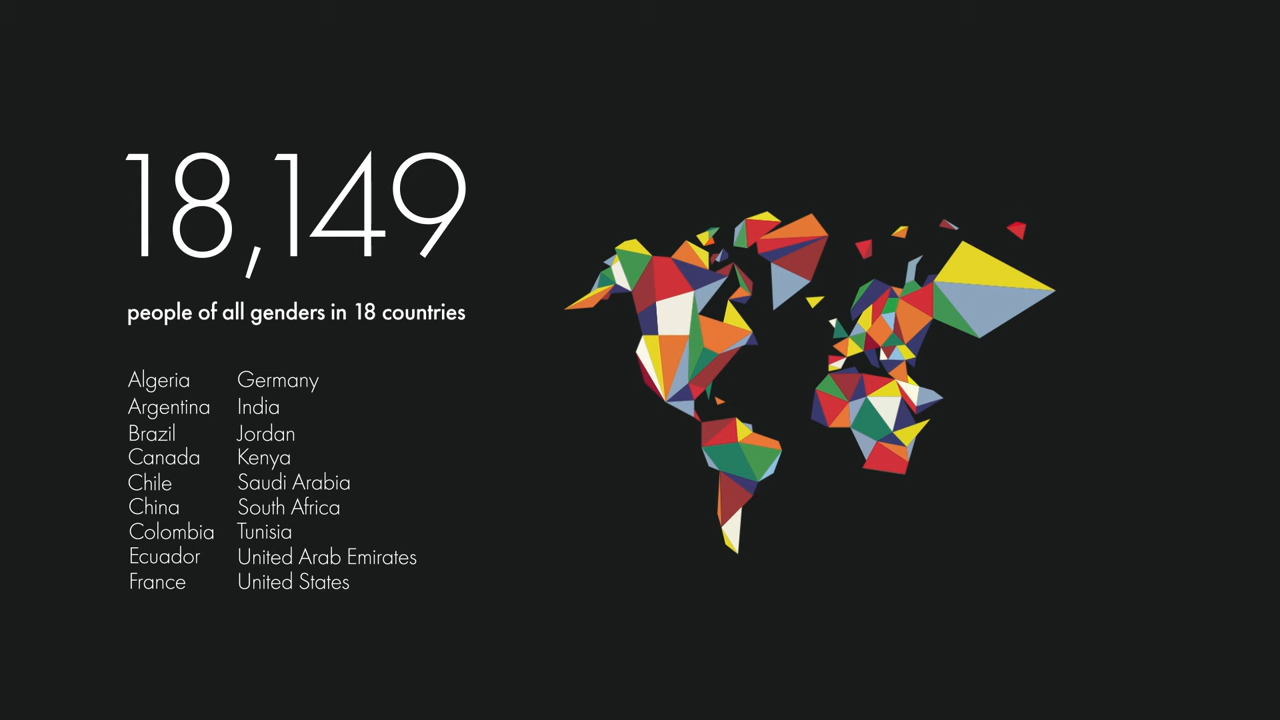 18,149
people of all genders in 18 countries
Algeria
Argentina
Brazil
Canada
Chile
China
Colombia
Ecuador
France
Germany
India
Jordan
Kenya
Saudi Arabia
South Africa
Tunisia
United Arab Emirates
United States